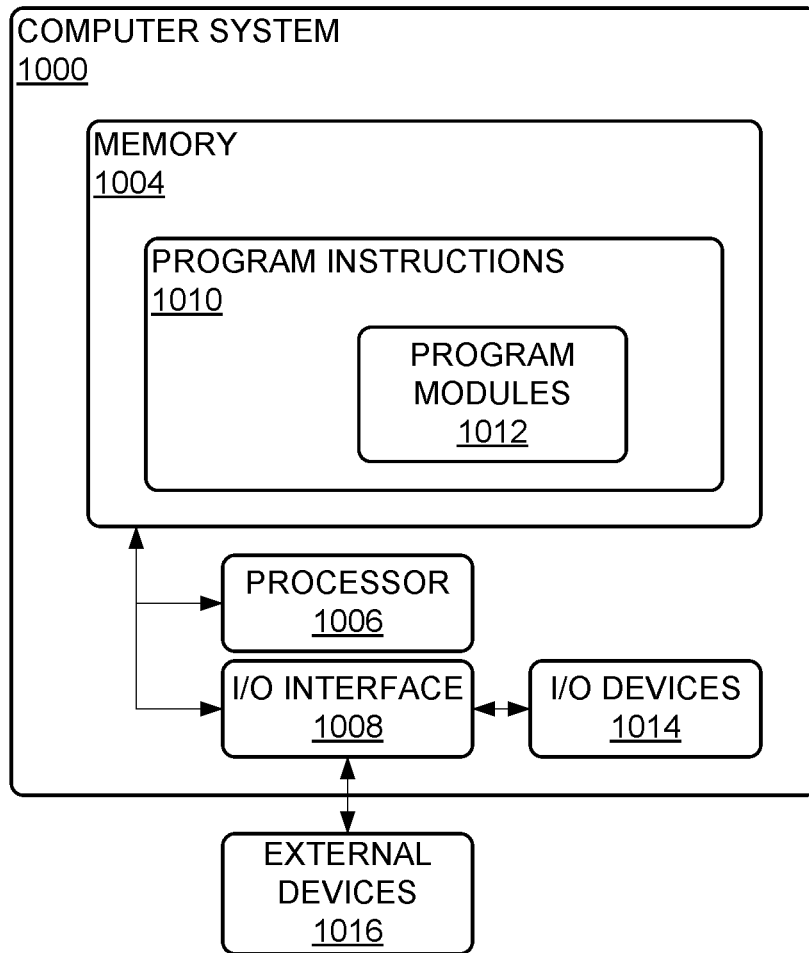 COMPUTER SYSTEM
1000
MEMORY
1004
PROGRAM INSTRUCTIONS
1010
PROGRAM
MODULES
1012
PROCESSOR
1006
I/O INTERFACE
1008
I/O DEVICES
1014
EXTERNAL
DEVICES
1016